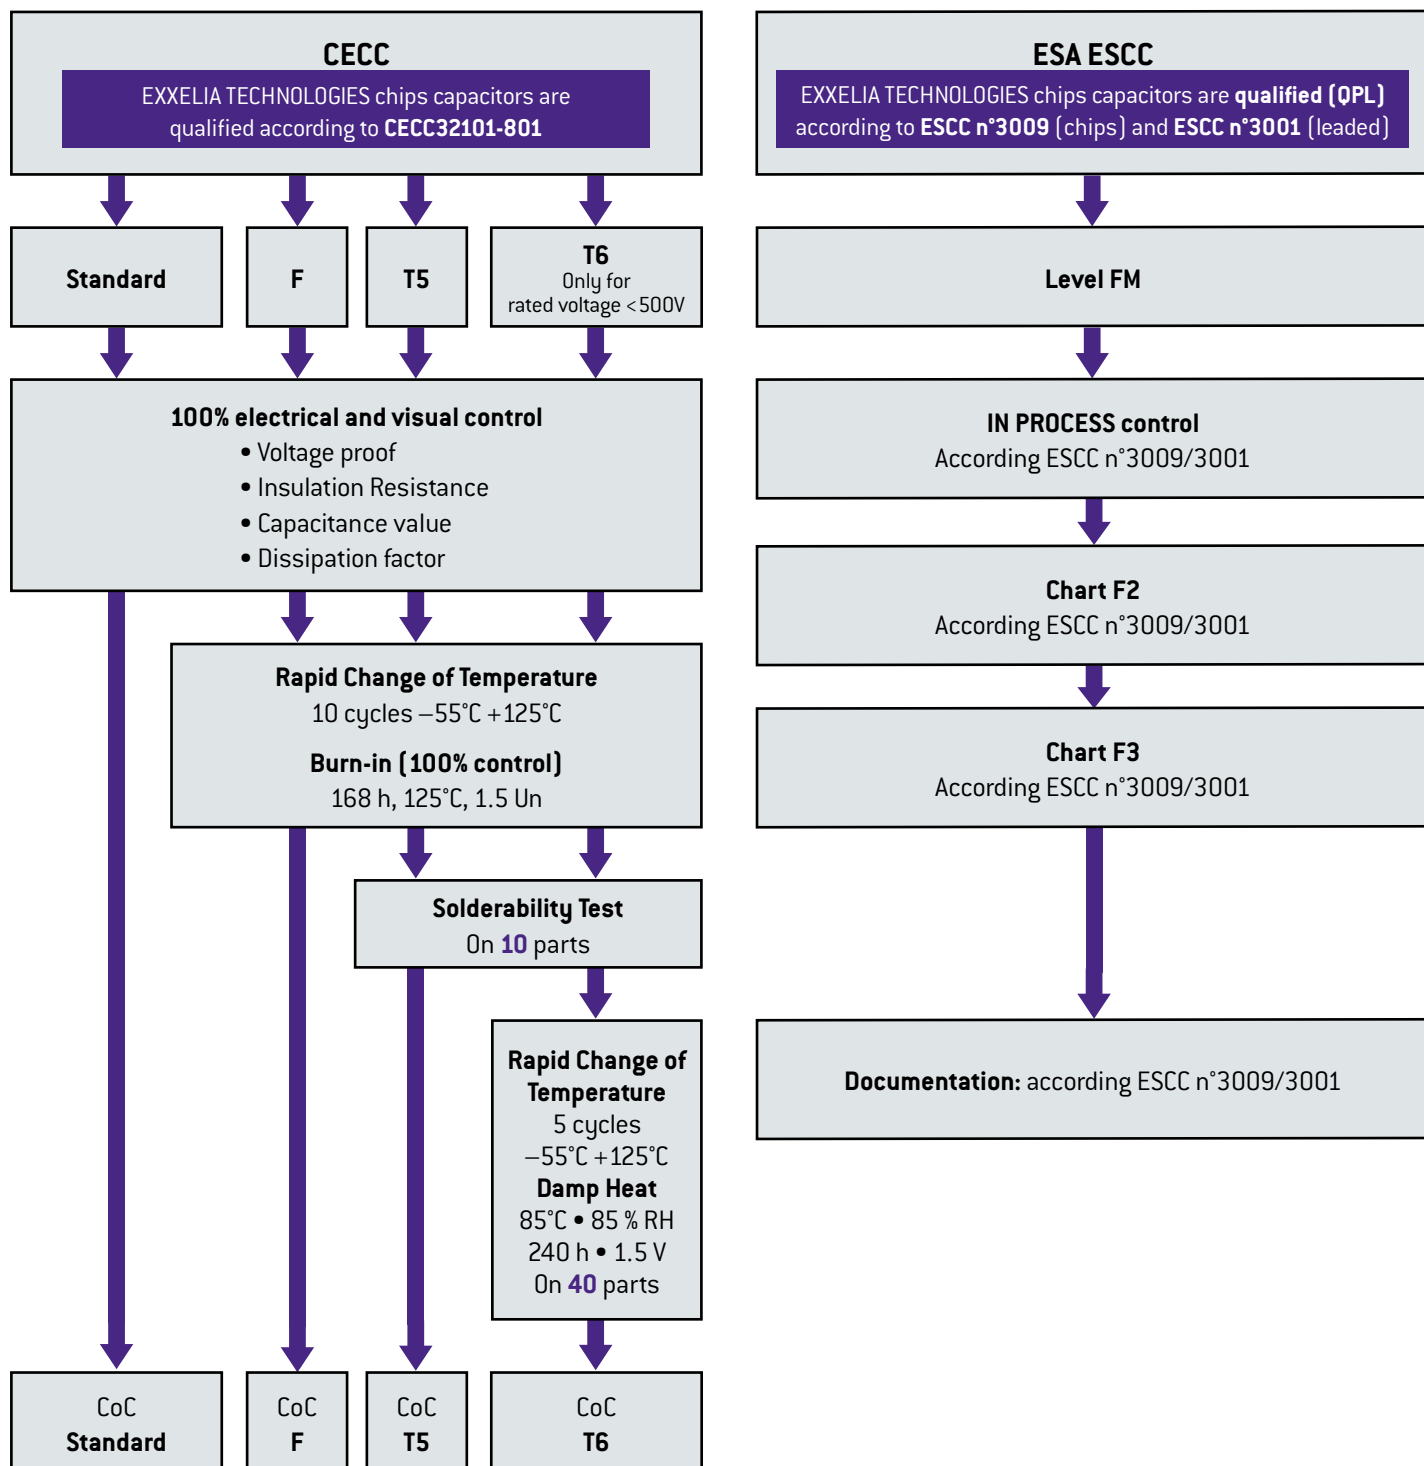 CECC
EXXELIA TECHNOLOGIES chips capacitors are
qualified according to CECC32101-801
Standard
F
T5
T6
Only for
rated voltage <500V
100% electrical and visual control
• Voltage proof
• Insulation Resistance
• Capacitance value
• Dissipation factor
Rapid Change of Temperature
10 cycles –55°C +125°C
Burn-in (100% control)
168 h, 125°C, 1.5 Un
Solderability Test
On 10 parts
Rapid Change of
Temperature
5 cycles
–55°C +125°C
Damp Heat
85°C • 85 % RH
240 h • 1.5 V
On 40 parts
CoC
Standard
CoC
F
CoC
T5
CoC
T6
ESA ESCC
EXXELIA TECHNOLOGIES chips capacitors are qualified (QPL)
according to ESCC n°3009 (chips) and ESCC n°3001 (leaded)
Level FM
IN PROCESS control
According ESCC n°3009/3001
Chart F2
According ESCC n°3009/3001
Chart F3
According ESCC n°3009/3001
Documentation: according ESCC n°3009/3001